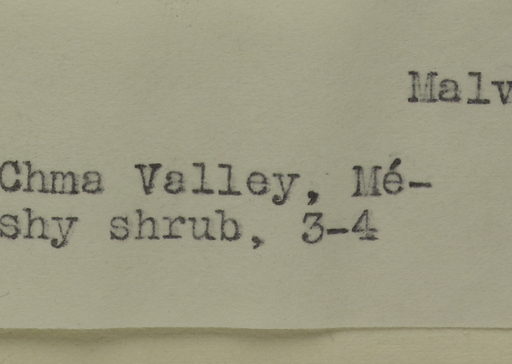 Malv
Chma Valley, Mé-
shy shrub, 3-4